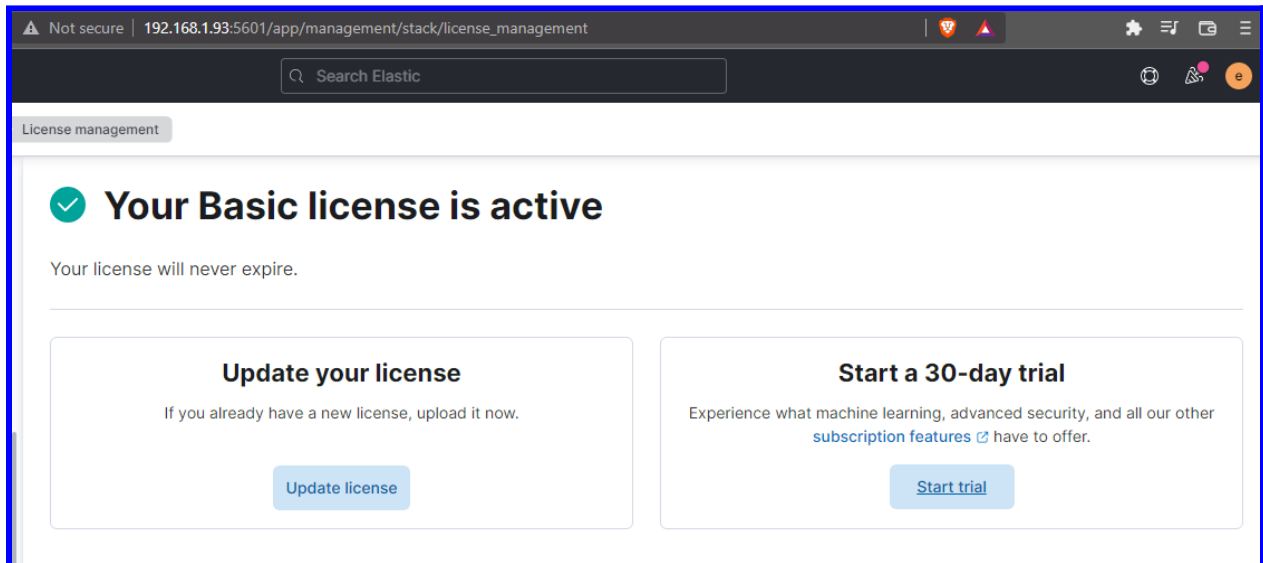 Not secure 192.168.1.93:5601/app/management/stack/license_management
Search Elastic
e
License management
Your Basic license is active
Your license will never expire.
Update your license
If you already have a new license, upload it now.
Update license
Start a 30-day trial
Experience what machine learning, advanced security, and all our other
subscription features have to offer.
Start trial